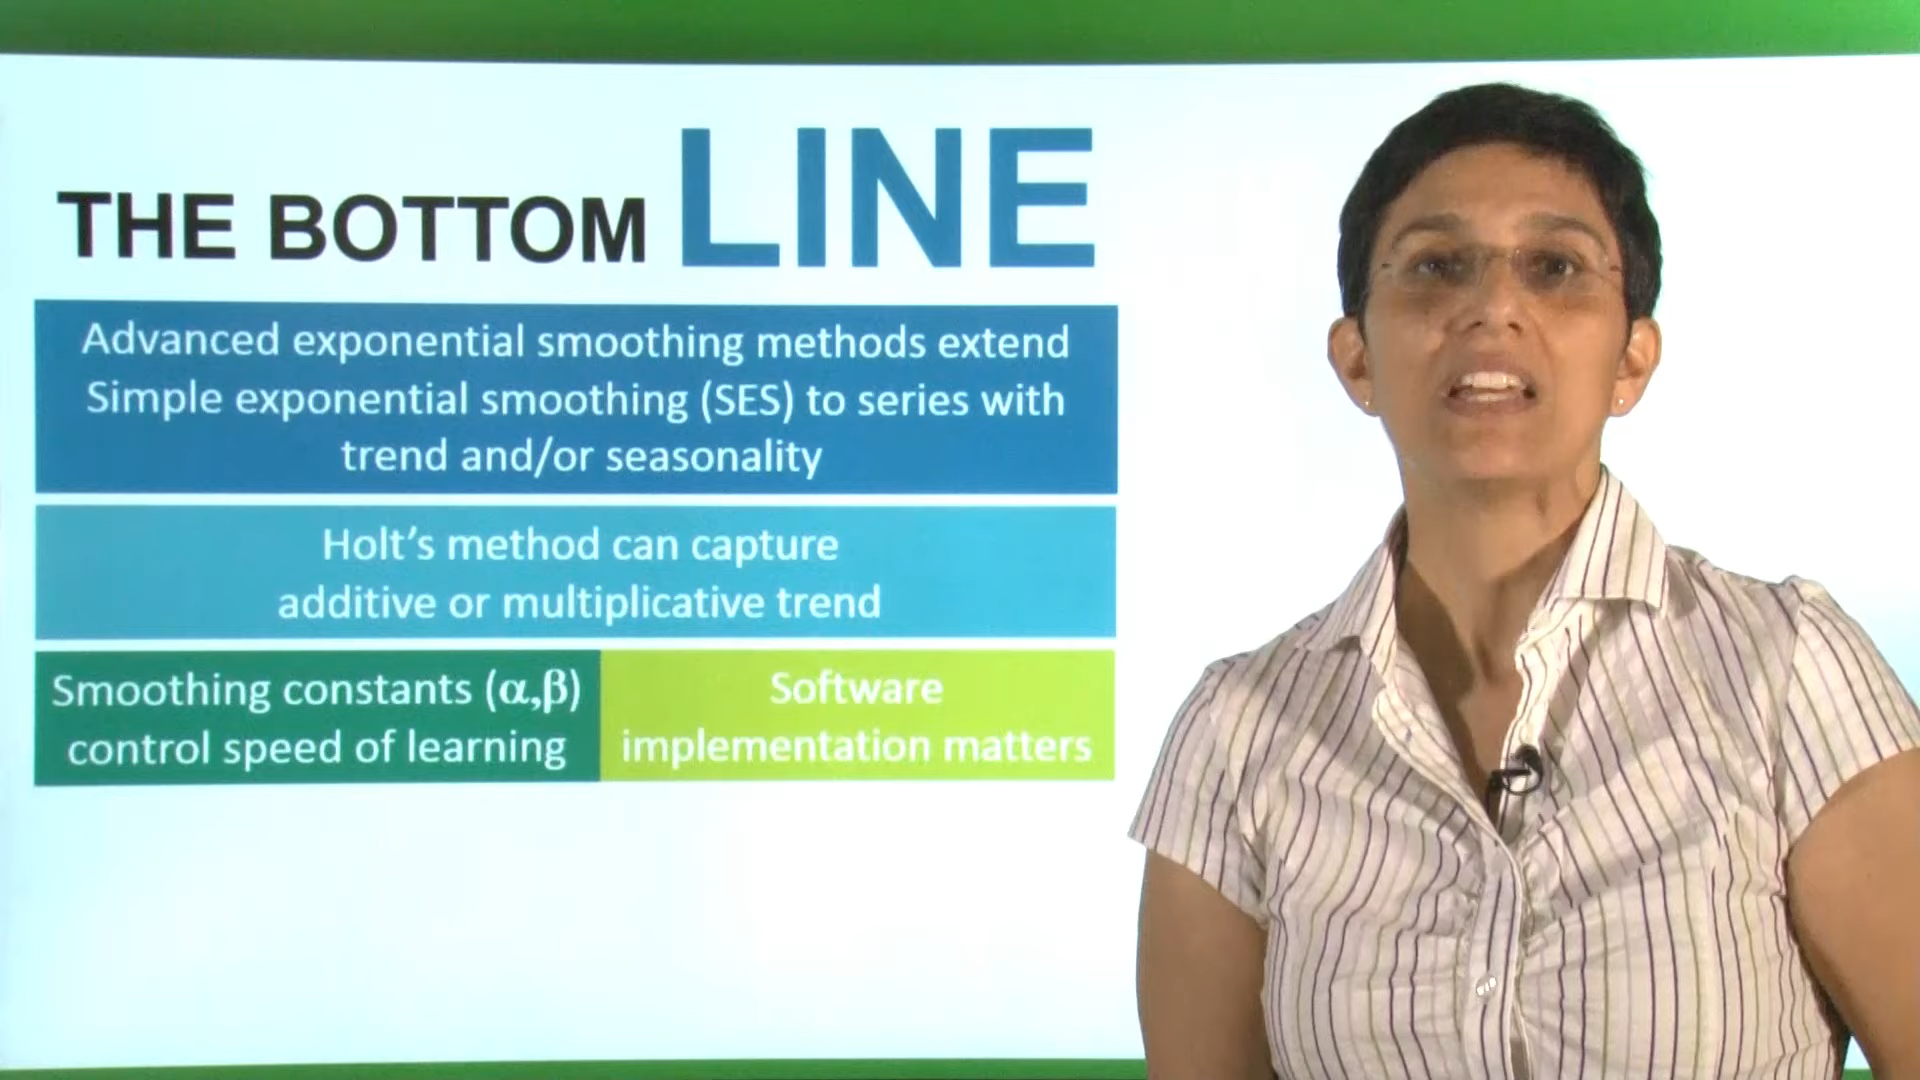 THE BOTTOM LINE
Advanced exponential smoothing methods extend
Simple exponential smoothing (SES) to series with
trend and/or seasonality
Holt’s method can capture
additive or multiplicative trend
Smoothing constants (α,β)
control speed of learning
Software
implementation matters